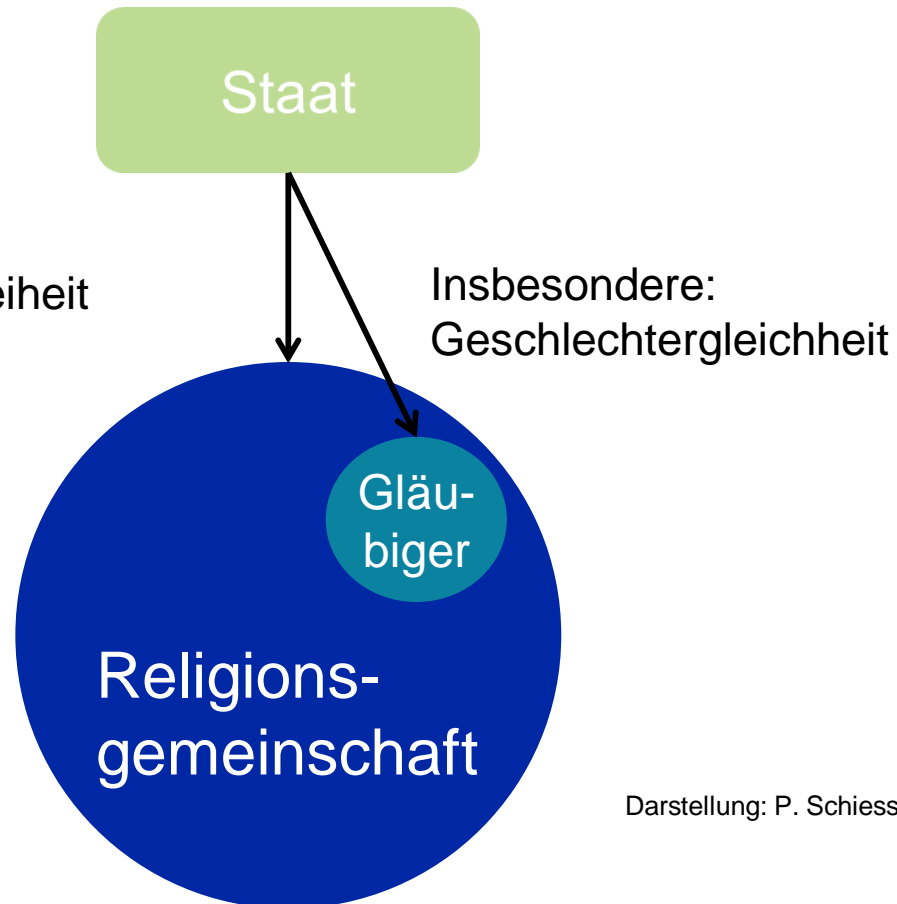 Staat
eiheit
Insbesondere:
Geschlechtergleichheit
Gläu-
biger
Religions-
gemeinschaft
Darstellung: P. Schiess